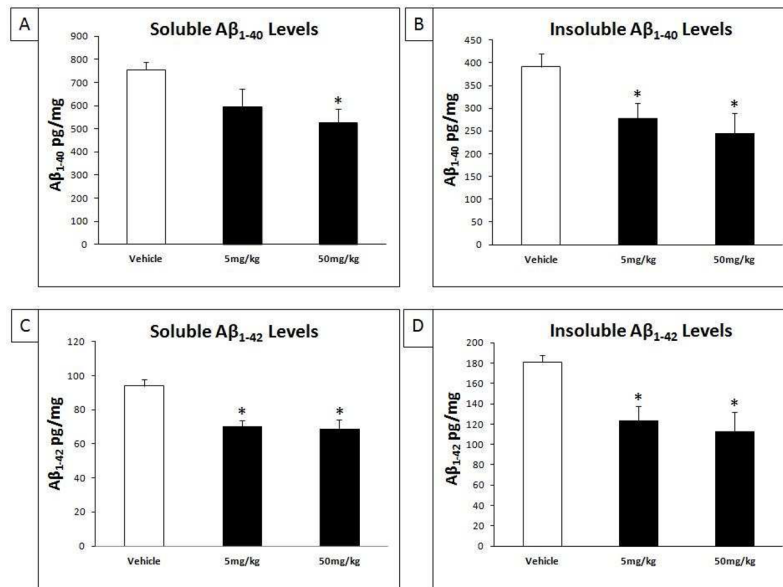 A
Soluble Aβ1-40 Levels
Aβ1-40 pg/mg
900
800
700
600
500
400
300
200
100
0
*
Vehicle 5mg/kg 50mg/kg
B
Insoluble Aβ1-40 Levels
Aβ1-40 pg/mg
450
400
350
300
250
200
150
100
50
0
* *
Vehicle 5mg/kg 50mg/kg
C
Soluble Aβ1-42 Levels
Aβ1-42 pg/mg
120
100
80
60
40
20
0
* *
Vehicle 5mg/kg 50mg/kg
D
Insoluble Aβ1-42 Levels
Aβ1-42 pg/mg
200
180
160
140
120
100
80
60
40
20
0
* *
Vehicle 5mg/kg 50mg/kg